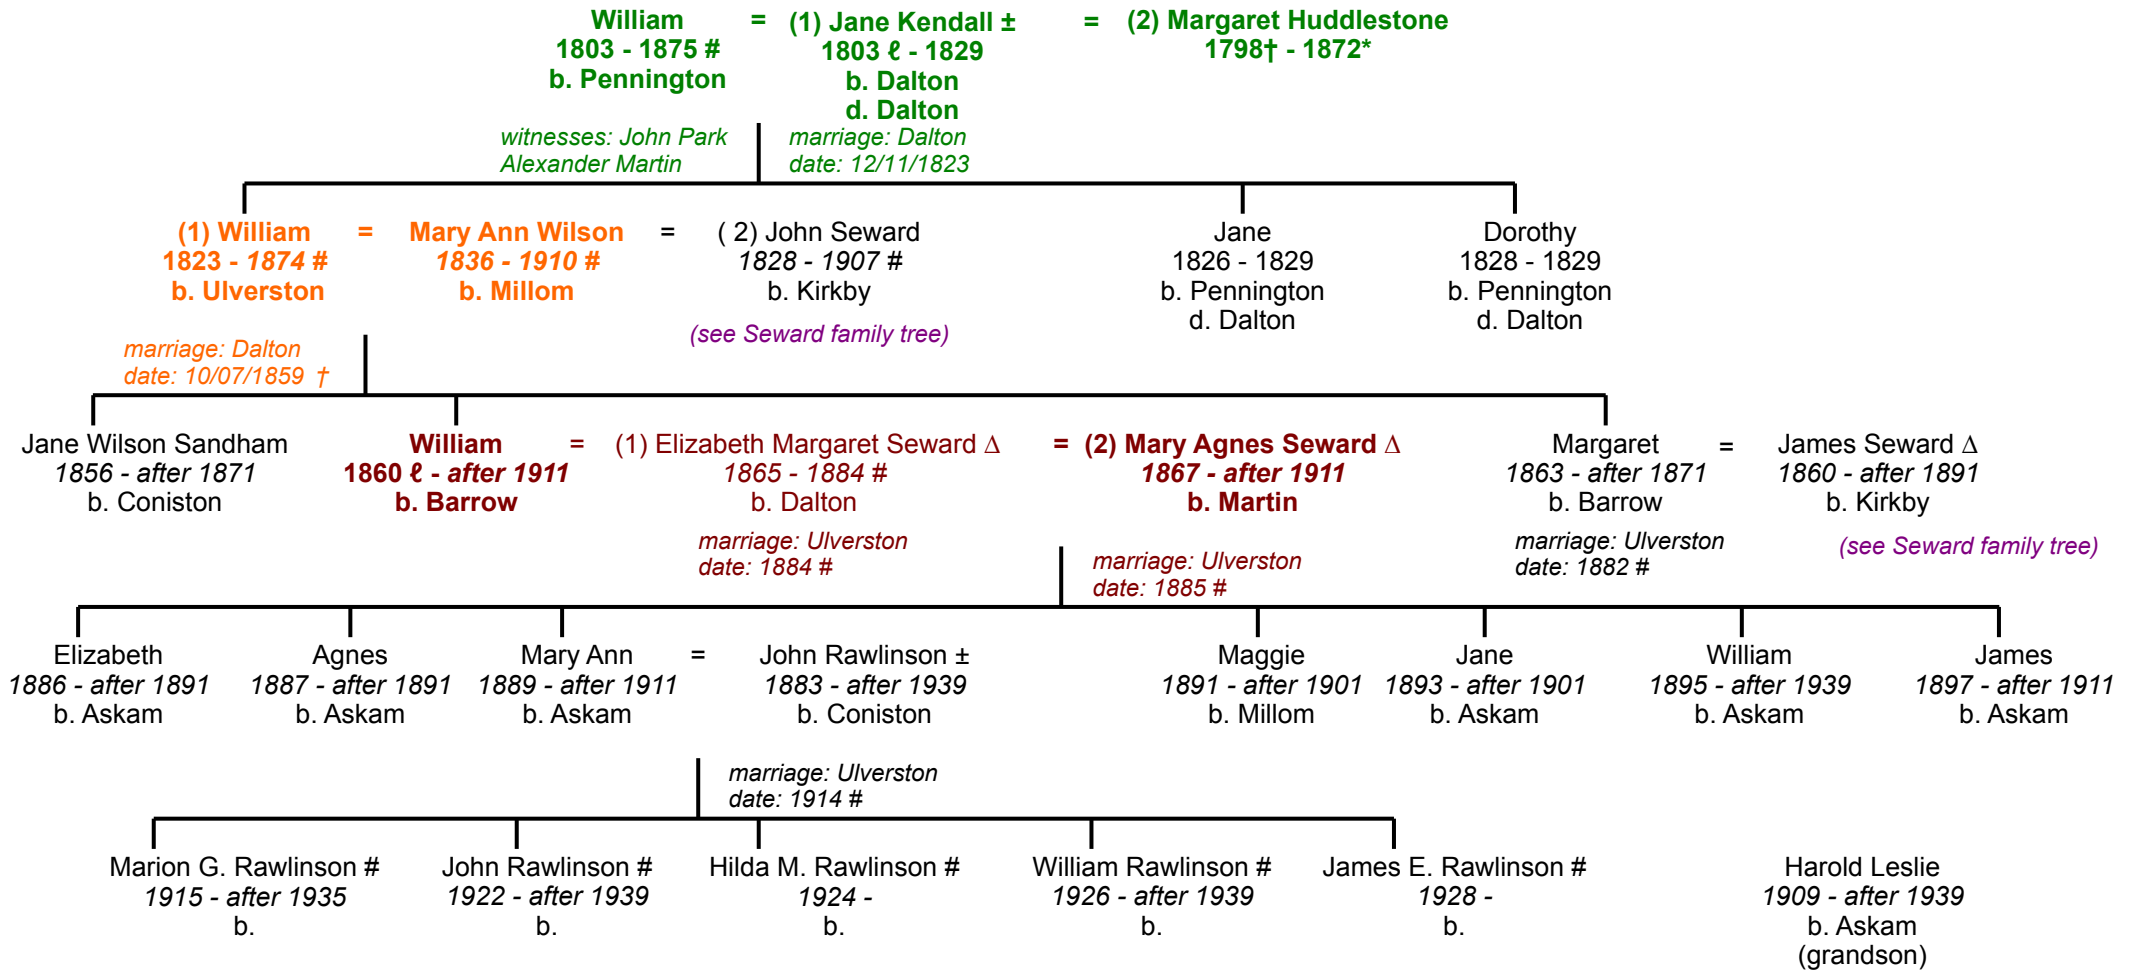 William = (1) Jane Kendall ± = (2) Margaret Huddlestone
1803 - 1875 # 1803 ℓ - 1829 1798† - 1872*
b. Pennington b. Dalton
d. Dalton
witnesses: John Park marriage: Dalton
Alexander Martin date: 12/11/1823
(1) William = Mary Ann Wilson = ( 2) John Seward Jane Dorothy
1823 - 1874 # 1836 - 1910 # 1828 - 1907 # 1826 - 1829 1828 - 1829
b. Ulverston b. Millom b. Kirkby b. Pennington b. Pennington
d. Dalton d. Dalton
(see Seward family tree)
marriage: Dalton
date: 10/07/1859 †
Jane Wilson Sandham William = (1) Elizabeth Margaret Seward Δ = (2) Mary Agnes Seward Δ Margaret = James Seward Δ
1856 - after 1871 1860 ℓ - after 1911 1865 - 1884 # 1867 - after 1911 1863 - after 1871 1860 - after 1891
b. Coniston b. Barrow b. Dalton b. Martin b. Barrow b. Kirkby
marriage: Ulverston marriage: Ulverston marriage: Ulverston (see Seward family tree)
date: 1884 # date: 1885 # date: 1882 #
Elizabeth Agnes Mary Ann = John Rawlinson ± Maggie Jane William James
1886 - after 1891 1887 - after 1891 1889 - after 1911 1883 - after 1939 1891 - after 1901 1893 - after 1901 1895 - after 1939 1897 - after 1911
b. Askam b. Askam b. Askam b. Coniston b. Millom b. Askam b. Askam b. Askam
marriage: Ulverston
date: 1914 #
Marion G. Rawlinson # John Rawlinson # Hilda M. Rawlinson # William Rawlinson # James E. Rawlinson # Harold Leslie
1915 - after 1935 1922 - after 1939 1924 - 1926 - after 1939 1928 - 1909 - after 1939
b. b. b. b. b. b. Askam
(grandson)